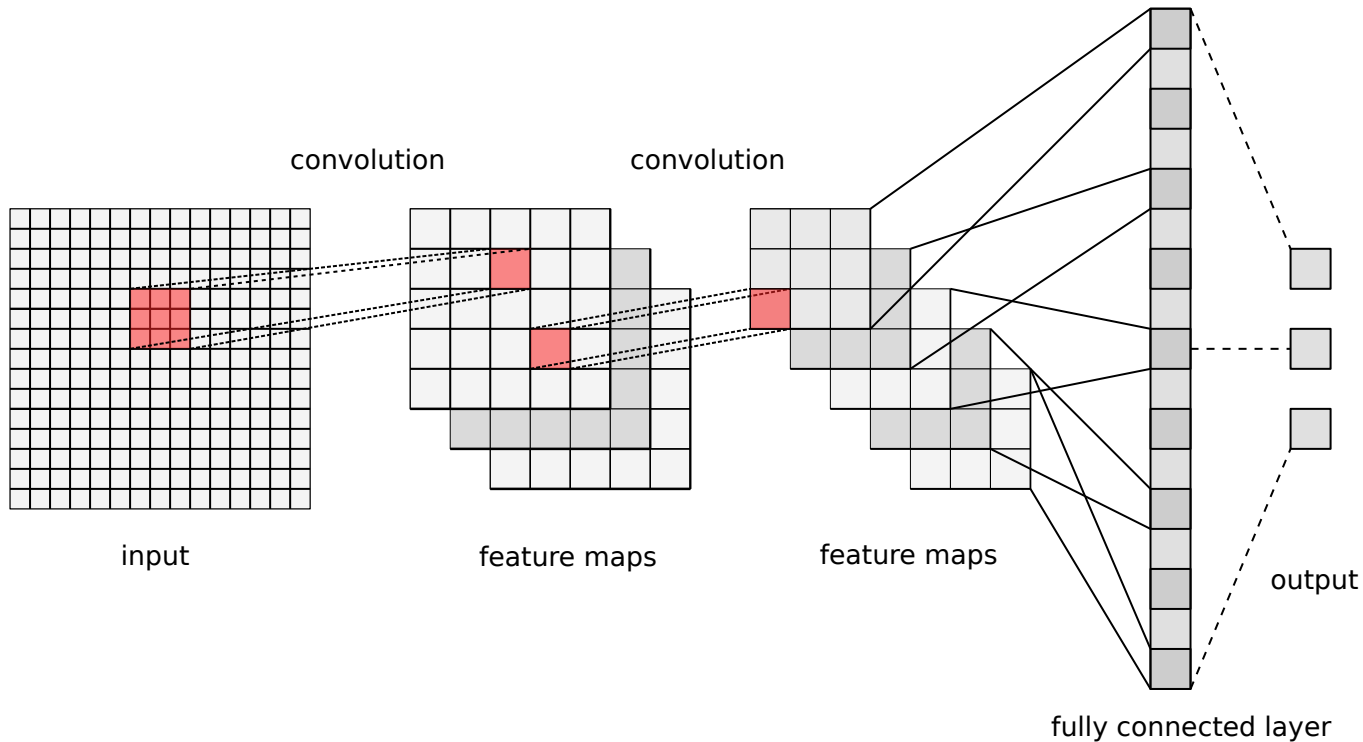 convolution
convolution
input
feature maps
feature maps
output
fully connected layer